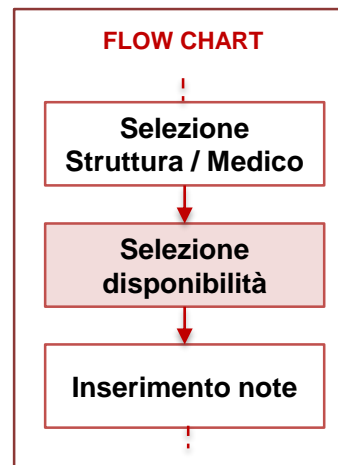 FLOW CHART
Selezione
Struttura / Medico
Selezione
disponibilità
Inserimento note